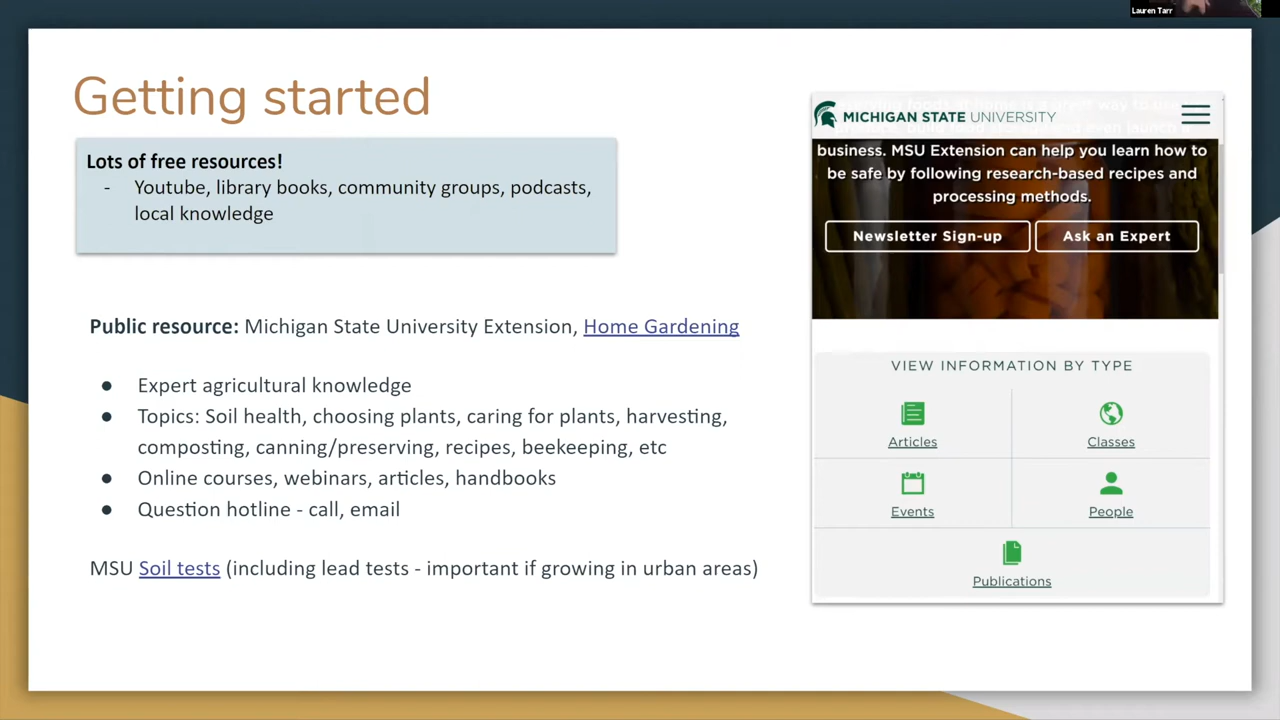 Lauren Tarr
Getting started
Lots of free resources!
- Youtube, library books, community groups, podcasts,
local knowledge
Public resource: Michigan State University Extension, Home Gardening
● Expert agricultural knowledge
● Topics: Soil health, choosing plants, caring for plants, harvesting,
composting, canning/preserving, recipes, beekeeping, etc
● Online courses, webinars, articles, handbooks
● Question hotline - call, email
MSU Soil tests (including lead tests - important if growing in urban areas)
MICHIGAN STATE UNIVERSITY
business. MSU Extension can help you learn how to
be safe by following research-based recipes and
processing methods.
Newsletter Sign-up
Ask an Expert
VIEW INFORMATION BY TYPE
Articles
Classes
Events
People
Publications